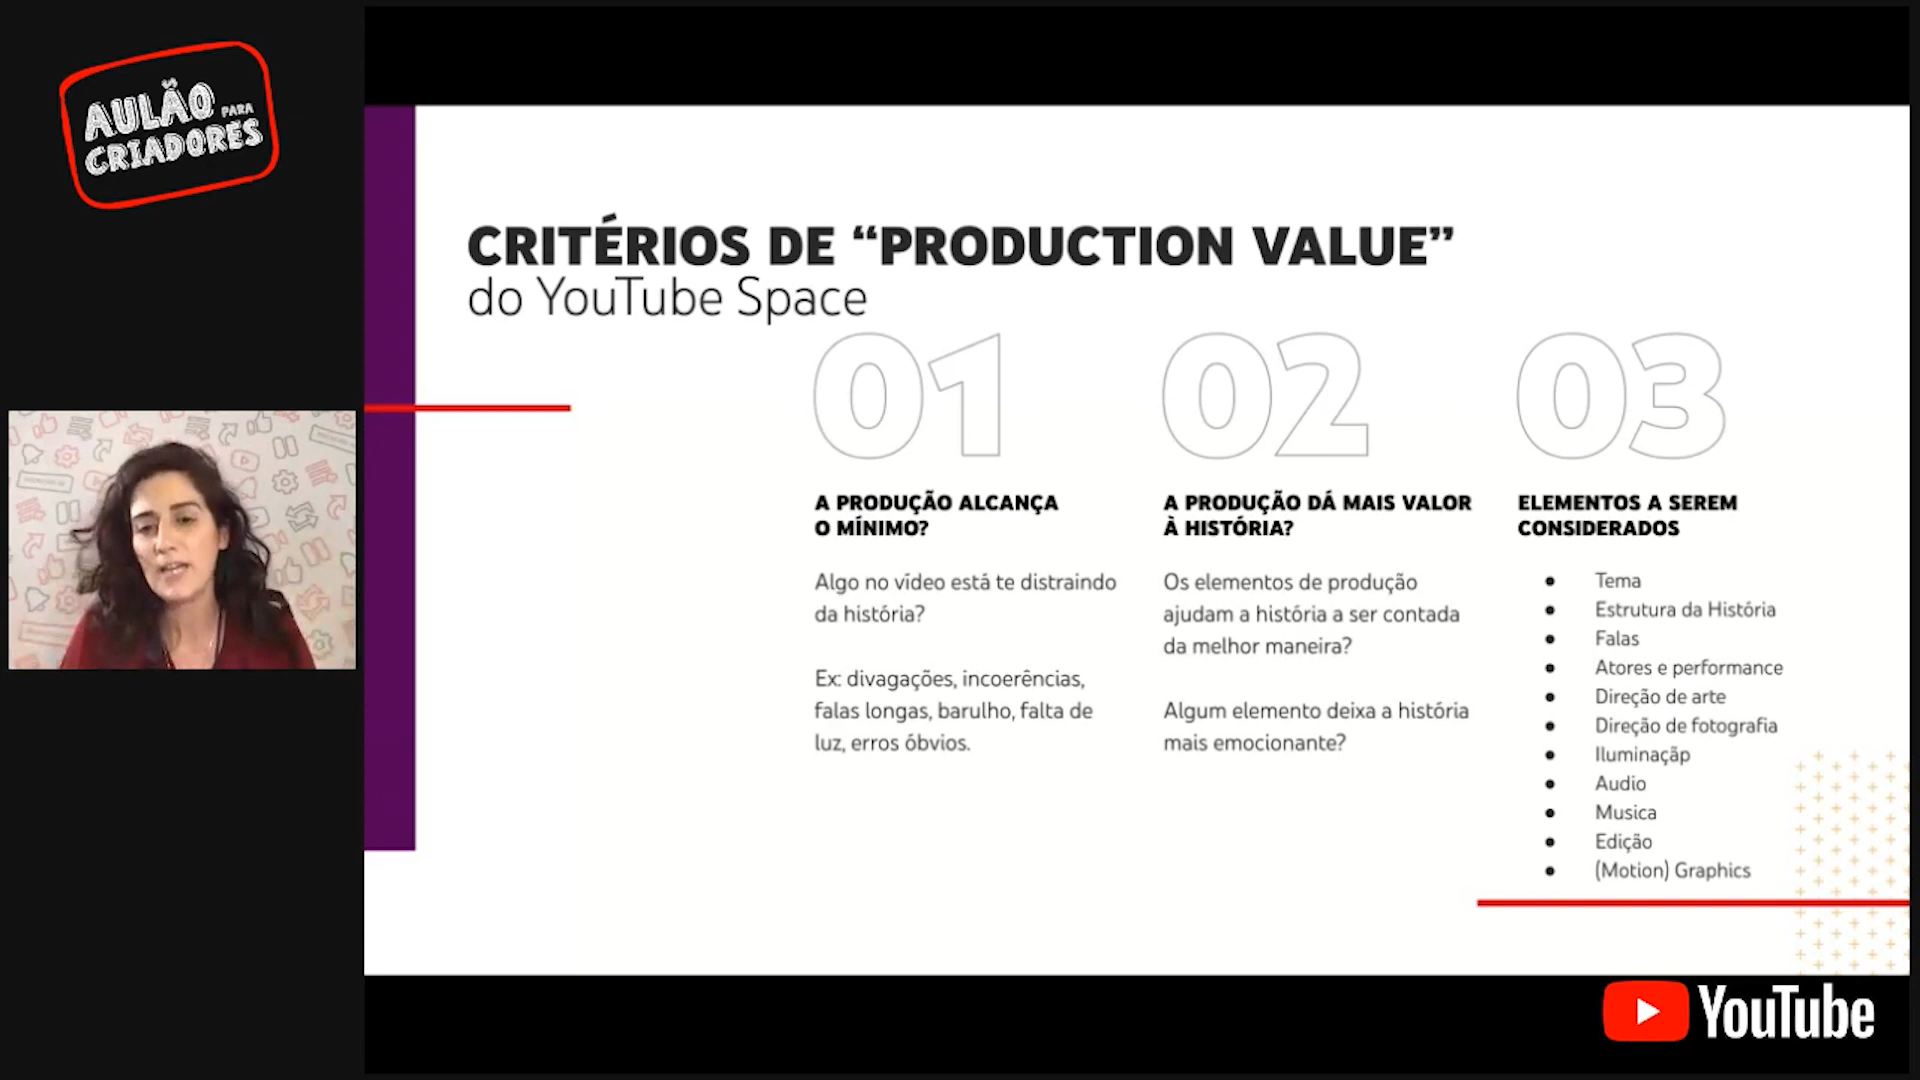 AULÃO PARA
CRIADORES
CRITÉRIOS DE “PRODUCTION VALUE”
do YouTube Space
01
A PRODUÇÃO ALCANÇA
O MÍNIMO?
Algo no vídeo está te distraindo
da história?
Ex: divagações, incoerências,
falas longas, barulho, falta de
luz, erros óbvios.
02
A PRODUÇÃO DÁ MAIS VALOR
À HISTÓRIA?
Os elementos de produção
ajudam a história a ser contada
da melhor maneira?
Algum elemento deixa a história
mais emocionante?
03
ELEMENTOS A SEREM
CONSIDERADOS
● Tema
● Estrutura da História
● Falas
● Atores e performance
● Direção de arte
● Direção de fotografia
● Iluminaçãp
● Audio
● Musica
● Edição
● (Motion) Graphics
YouTube